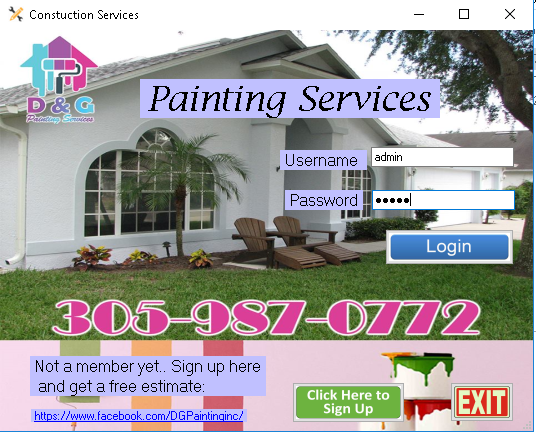 Constuction Services
D & G
Painting Services
Painting Services
Username admin
Password •••••
Login
305-987-0772
Not a member yet.. Sign up here
and get a free estimate:
https://www.facebook.com/DGPaintinginc/
Click Here to
Sign Up
EXIT